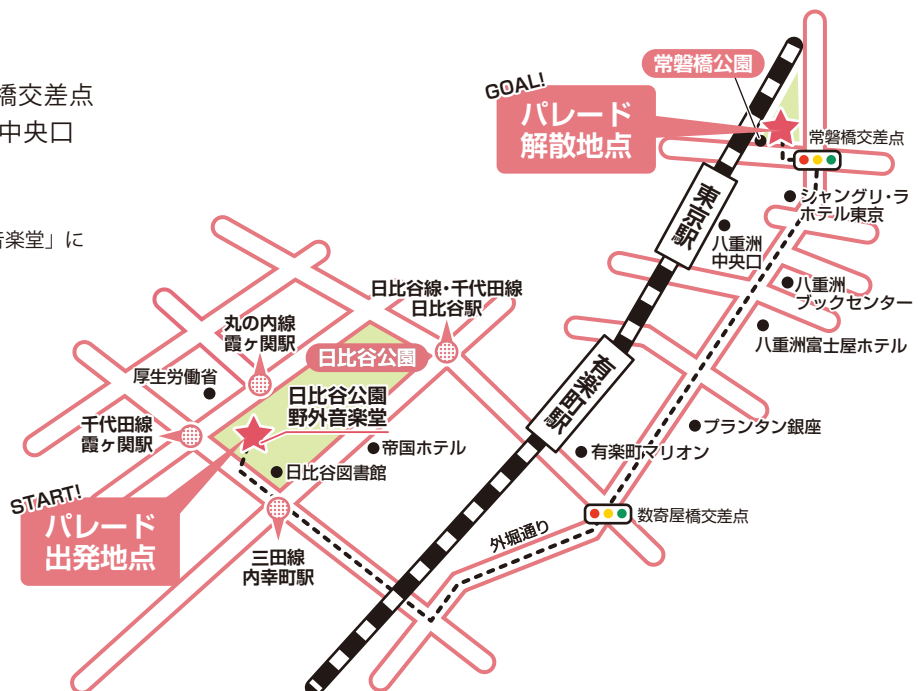 橋交差点
中央口
音楽堂」に
GOAL!
パレード
解散地点
常磐橋公園
常磐橋交差点
シャングリ・ラ
ホテル東京
東京駅
八重洲
中央口
八重洲
ブックセンター
八重洲富士屋ホテル
日比谷線・千代田線
日比谷駅
丸の内線
霞ヶ関駅
日比谷公園
厚生労働省
日比谷公園
野外音楽堂
有楽町駅
千代田線
霞ヶ関駅
帝国ホテル
プランタン銀座
有楽町マリオン
日比谷図書館
START!
パレード
出発地点
数寄屋橋交差点
外堀通り
三田線
内幸町駅